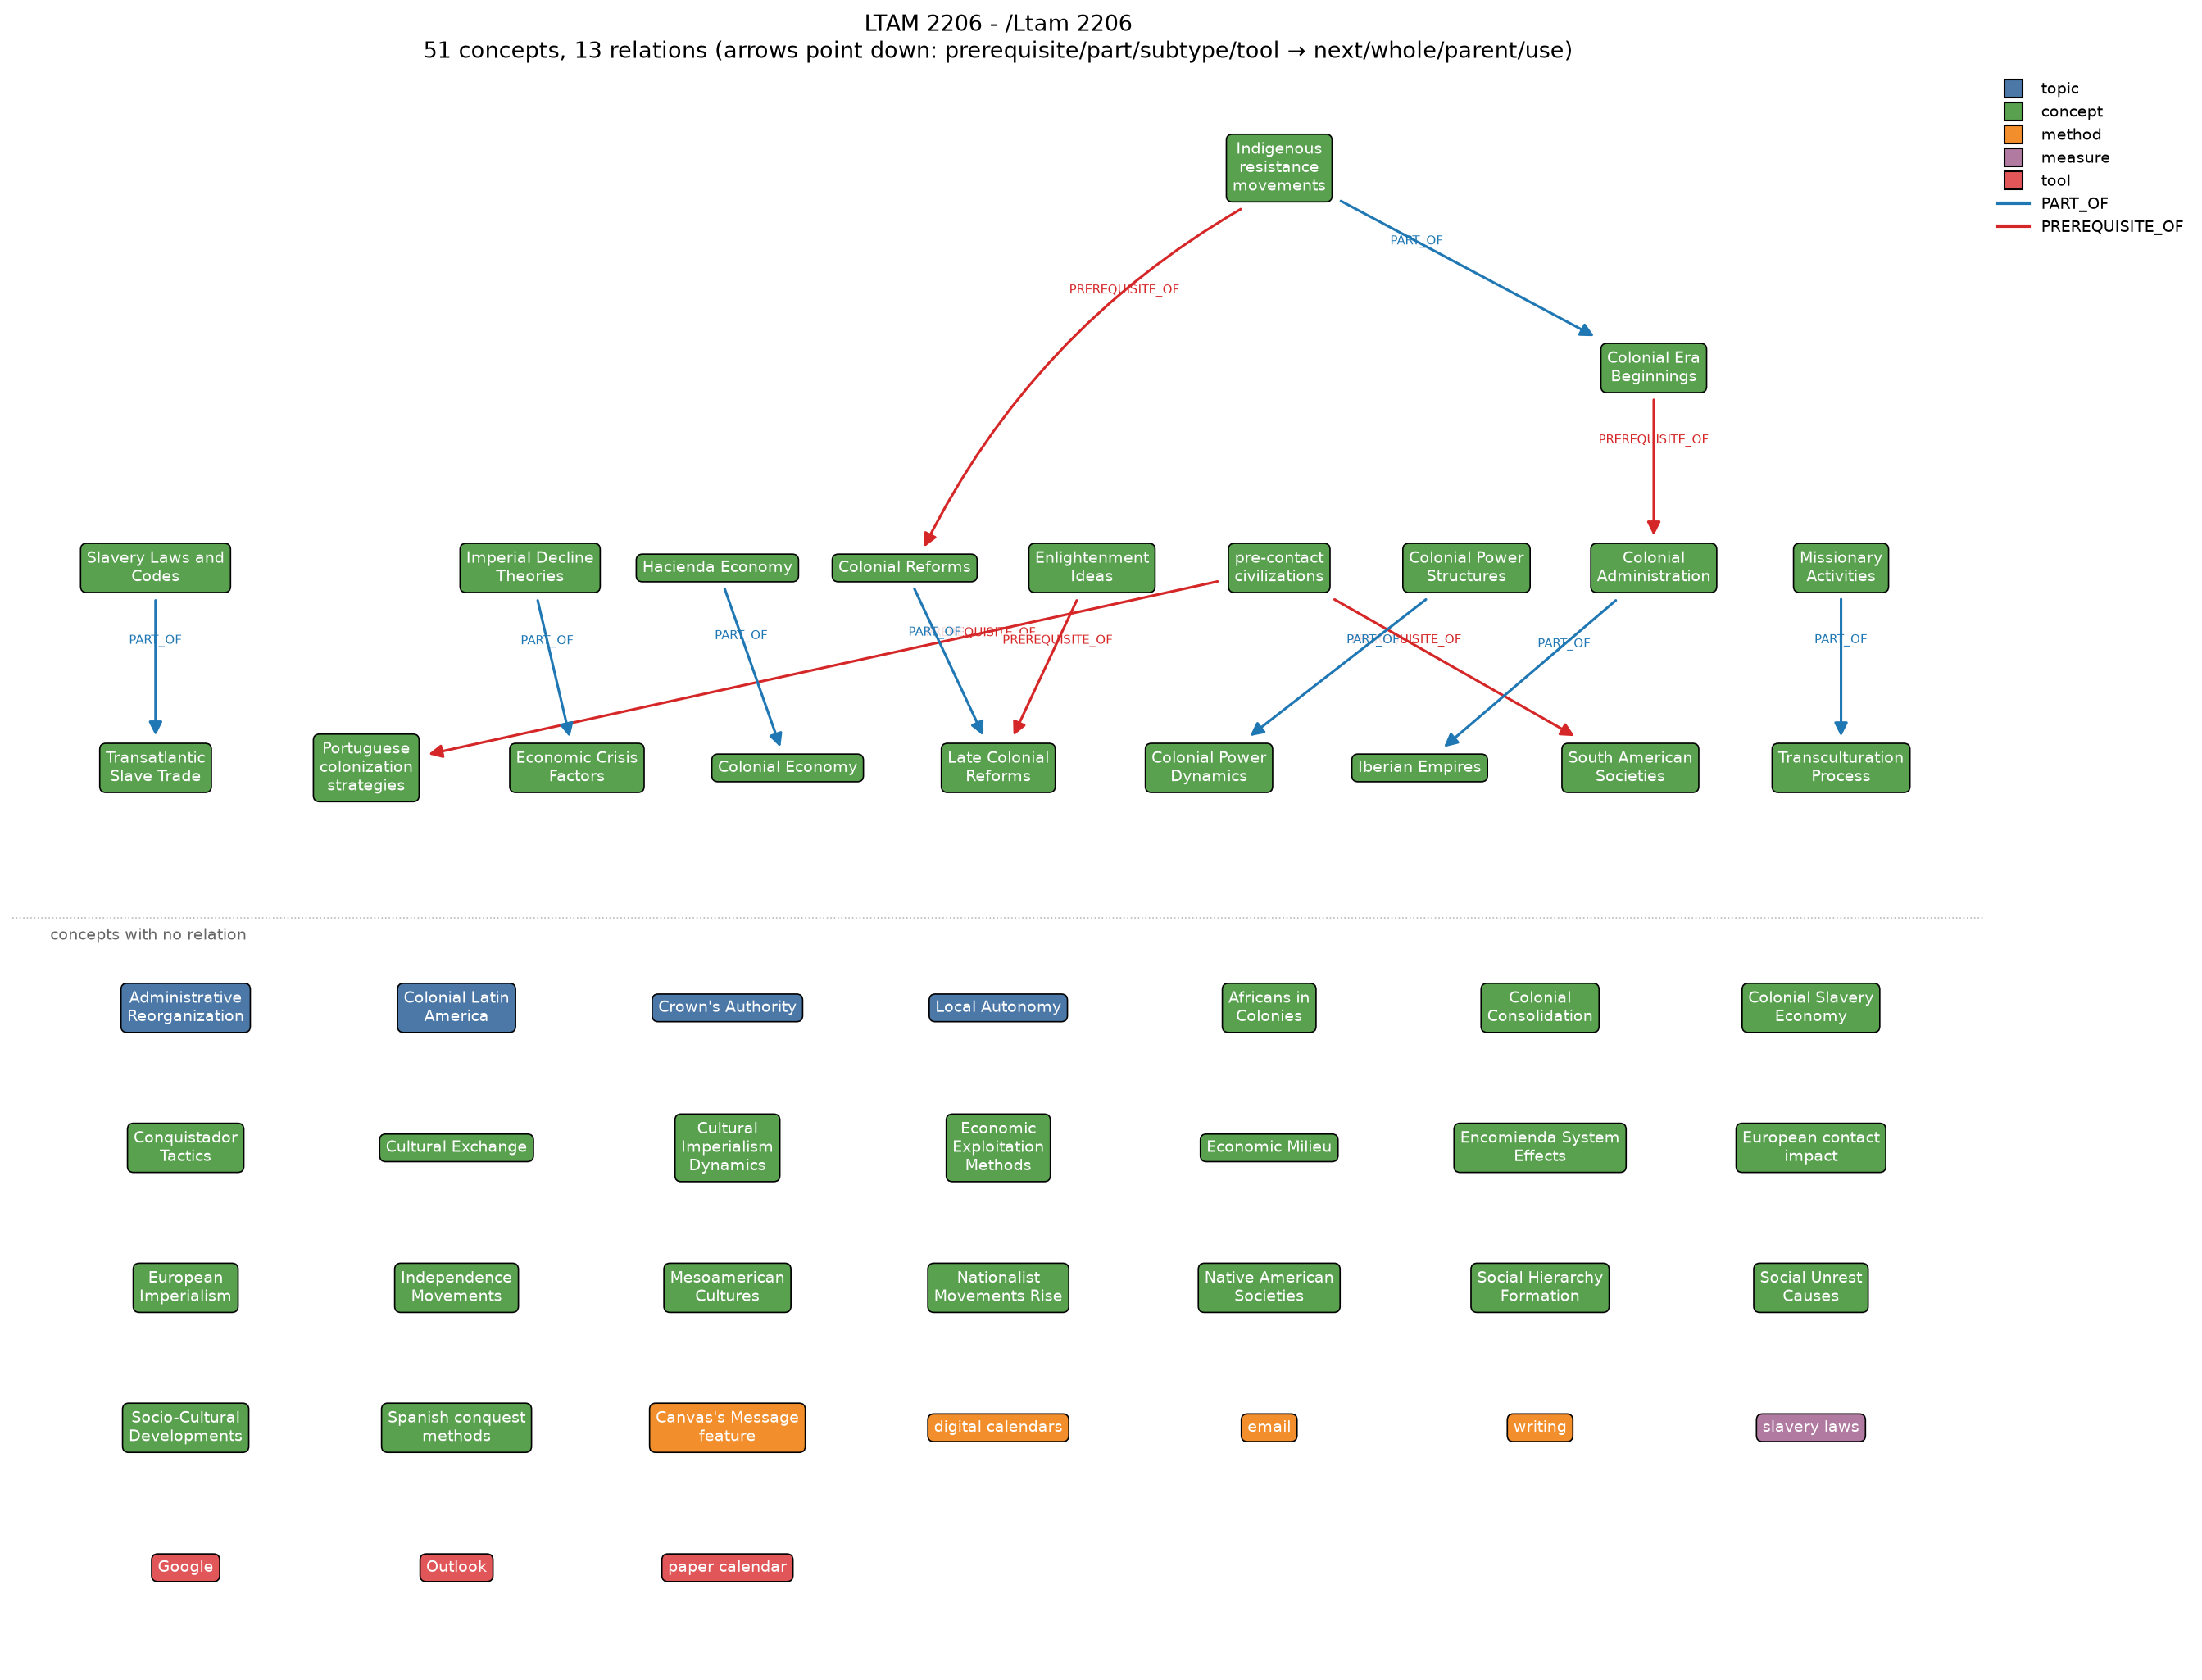 LTAM 2206 - /Ltam 2206
51 concepts, 13 relations (arrows point down: prerequisite/part/subtype/tool → next/whole/parent/use)
topic
concept
method
measure
tool
PART_OF
PREREQUISITE_OF
Indigenous
resistance
movements
PART_OF
PREREQUISITE_OF
Colonial Era
Beginnings
PREREQUISITE_OF
Slavery Laws and
Codes
Imperial Decline
Theories
Hacienda Economy
Colonial Reforms
Enlightenment
Ideas
pre-contact
civilizations
Colonial Power
Structures
Colonial
Administration
Missionary
Activities
PART_OF
PART_OF
PART_OF
PART_OF
QUISITE_OF
PREREQUISITE_OF
PART_OF
UISITE_OF
PART_OF
PART_OF
Transatlantic
Slave Trade
Portuguese
colonization
strategies
Economic Crisis
Factors
Colonial Economy
Late Colonial
Reforms
Colonial Power
Dynamics
Iberian Empires
South American
Societies
Transculturation
Process
concepts with no relation
Administrative
Reorganization
Colonial Latin
America
Crown's Authority
Local Autonomy
Africans in
Colonies
Colonial
Consolidation
Colonial Slavery
Economy
Conquistador
Tactics
Cultural Exchange
Cultural
Imperialism
Dynamics
Economic
Exploitation
Methods
Economic Milieu
Encomienda System
Effects
European contact
impact
European
Imperialism
Independence
Movements
Mesoamerican
Cultures
Nationalist
Movements Rise
Native American
Societies
Social Hierarchy
Formation
Social Unrest
Causes
Socio-Cultural
Developments
Spanish conquest
methods
Canvas's Message
feature
digital calendars
email
writing
slavery laws
Google
Outlook
paper calendar